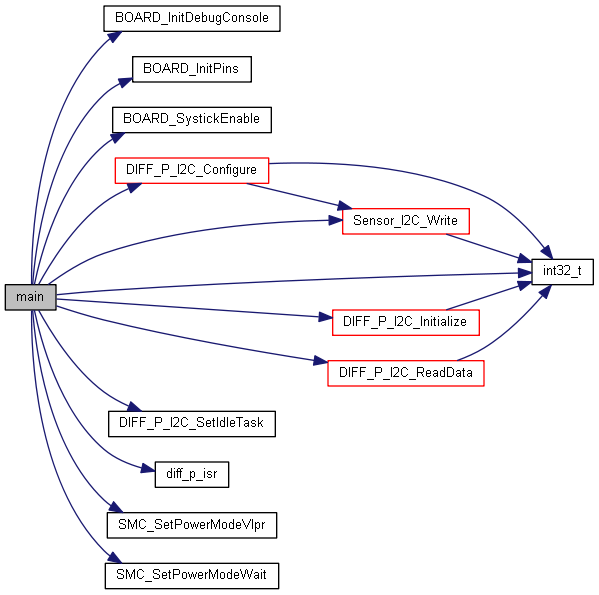 BOARD_InitDebugConsole
BOARD_InitPins
BOARD_SystickEnable
DIFF_P_I2C_Configure
Sensor_I2C_Write
int32_t
main
DIFF_P_I2C_Initialize
DIFF_P_I2C_ReadData
DIFF_P_I2C_SetIdleTask
diff_p_isr
SMC_SetPowerModeVlpr
SMC_SetPowerModeWait